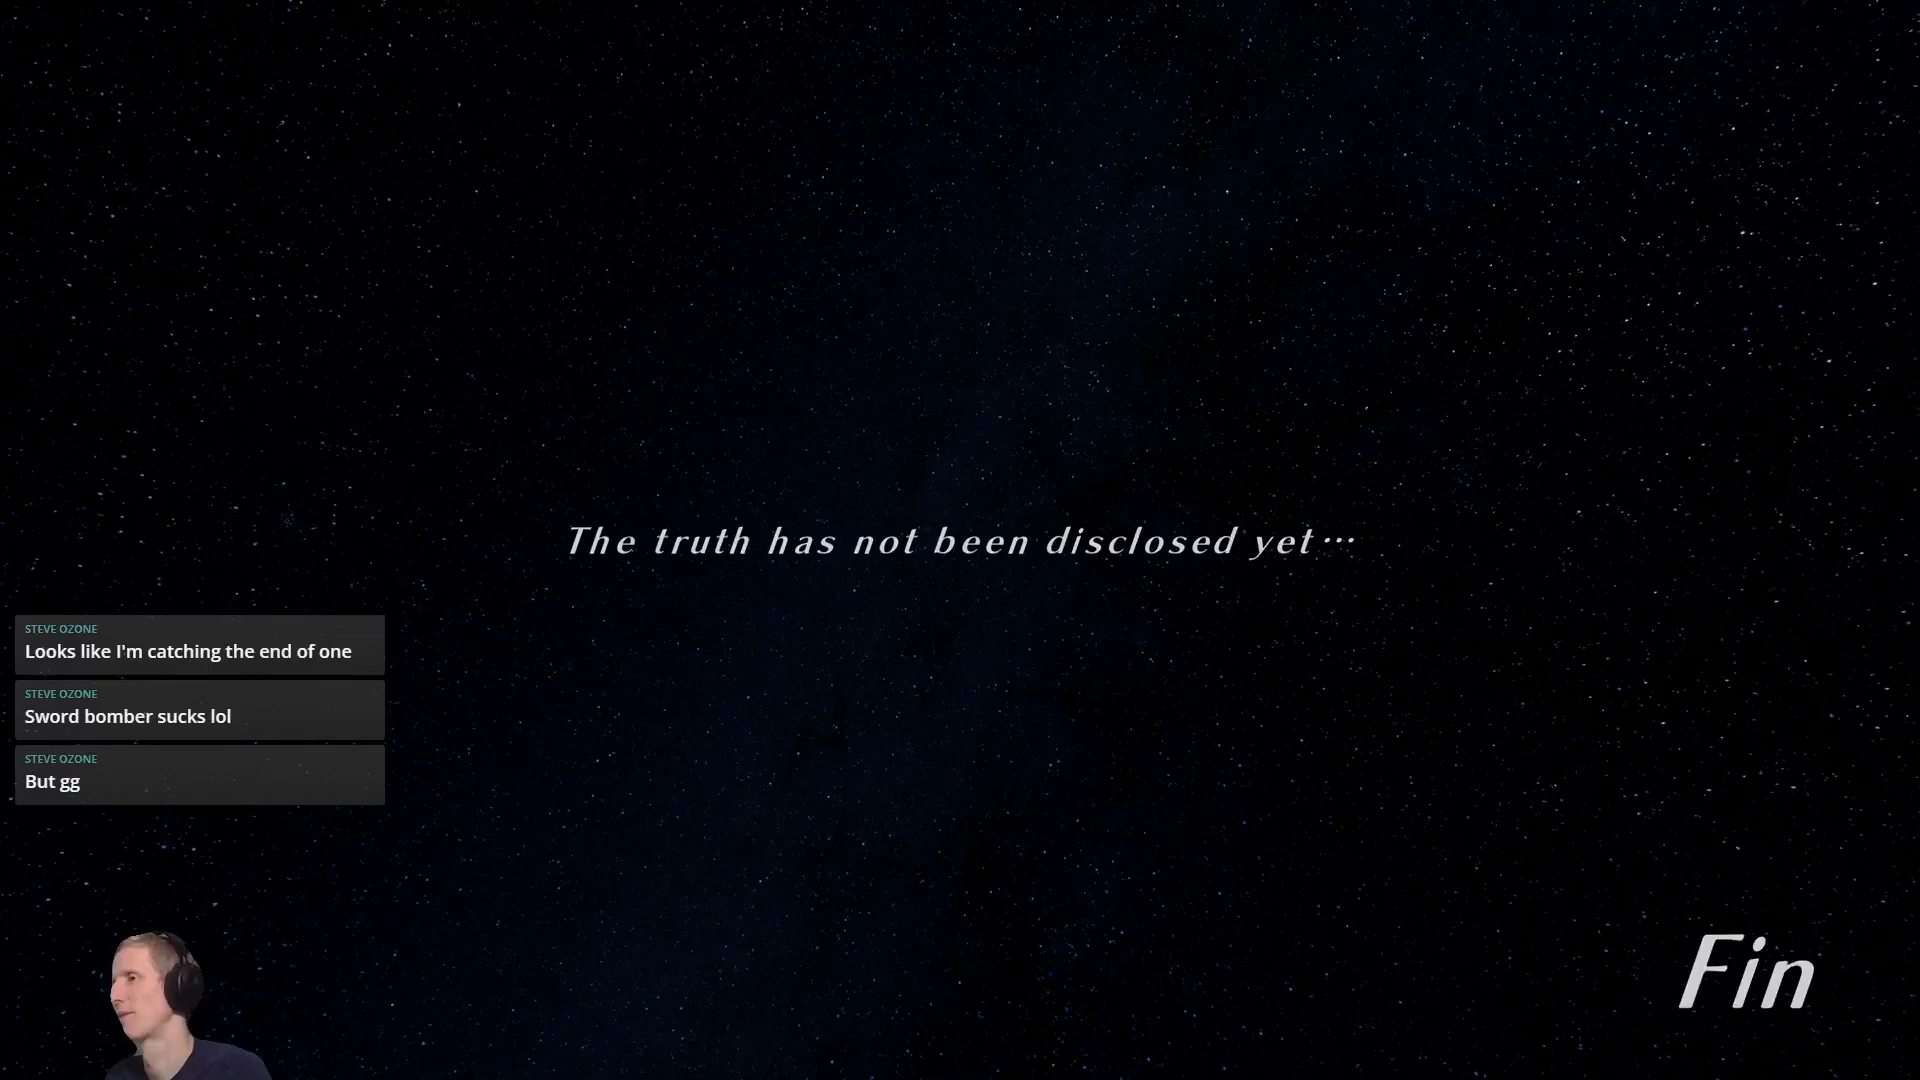 The truth has not been disclosed yet…
STEVE OZONE
Looks like I'm catching the end of one
STEVE OZONE
Sword bomber sucks lol
STEVE OZONE
But gg
Fin